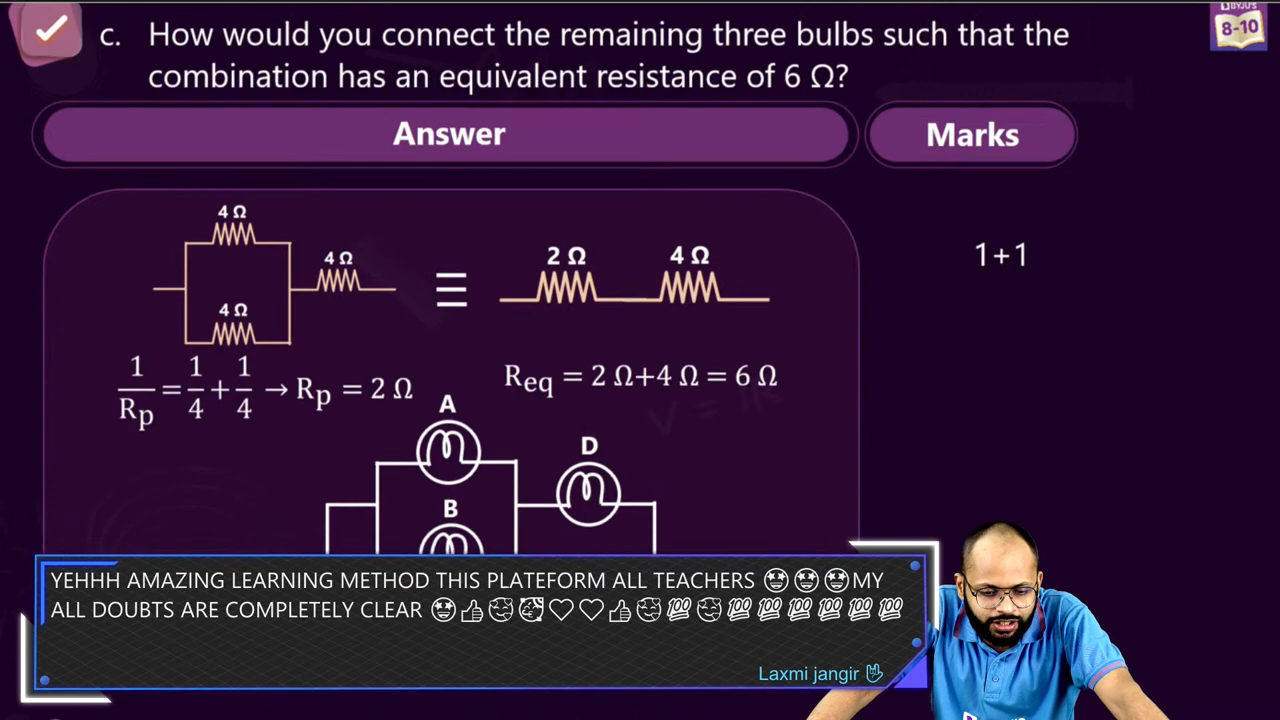 c. How would you connect the remaining three bulbs such that the
combination has an equivalent resistance of 6 Ω?
BYJU'S
8-10
Answer
Marks
4 Ω
4 Ω
4 Ω
≡
2 Ω 4 Ω
1+1
1/Rp = 1/4 + 1/4 → Rp = 2 Ω
Req = 2 Ω+4 Ω = 6 Ω
V = IR
A
D
B
YEHHH AMAZING LEARNING METHOD THIS PLATEFORM ALL TEACHERS 🤩🤩🤩MY
ALL DOUBTS ARE COMPLETELY CLEAR 🤩👍🥰🥰♡♡👍🥰💯🥰💯💯💯💯💯💯
Laxmi jangir 🤟